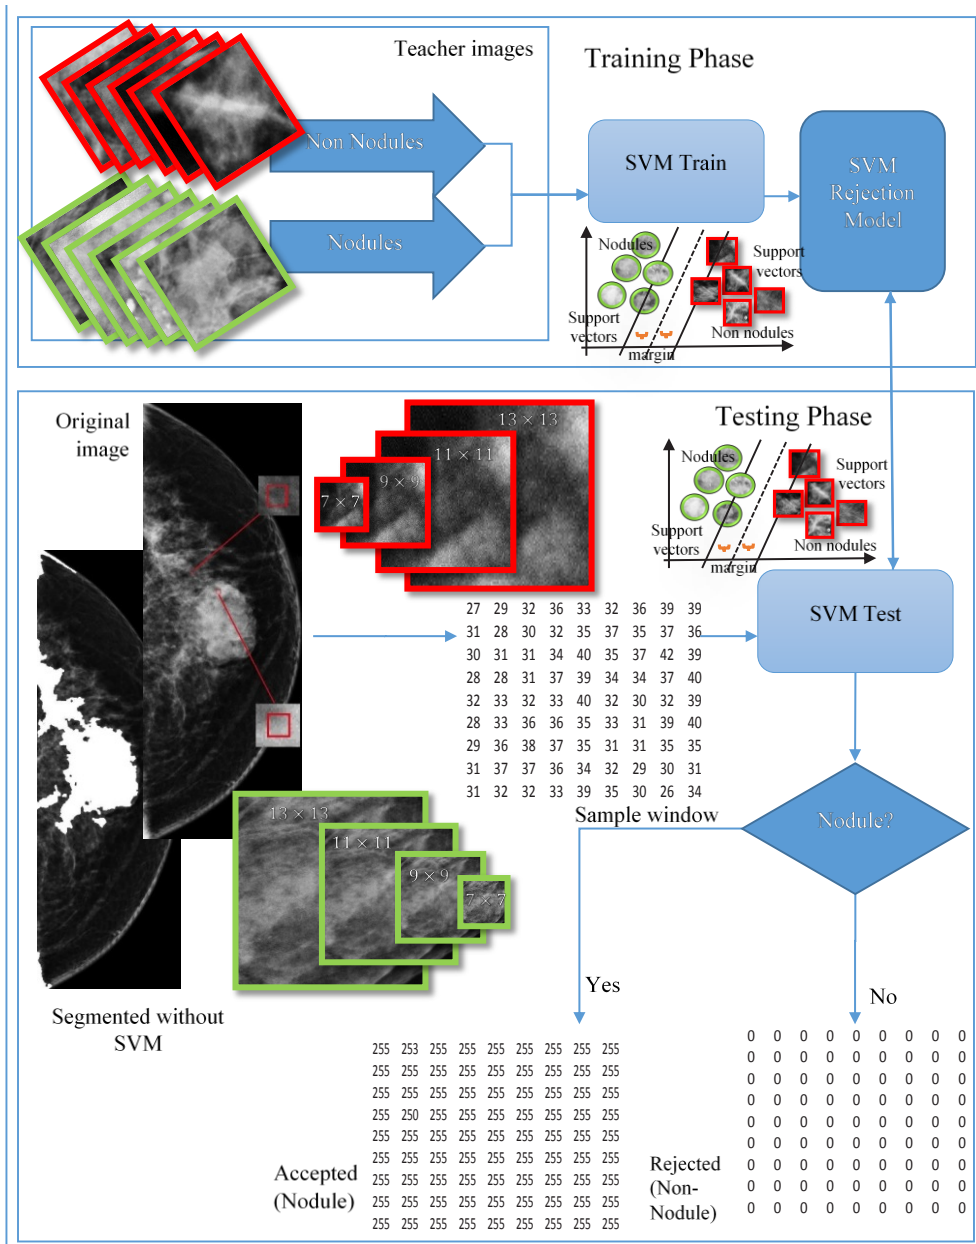 Teacher images
Training Phase
Non Nodules
Nodules
SVM Train
SVM
Rejection
Model
Nodules
Support
vectors
Support
vectors
Non nodules
margin
Testing Phase
Original
image
13 × 13
11 × 11
9 × 9
7 × 7
Nodules
Support
vectors
Support
vectors
Non nodules
margin
27 29 32 36 33 32 36 39 39
31 28 30 32 35 37 35 37 36
30 31 31 34 40 35 37 42 39
28 28 31 37 39 34 34 37 40
32 33 32 33 40 32 30 32 39
28 33 36 36 35 33 31 39 40
29 36 38 37 35 31 31 35 35
31 37 37 36 34 32 29 30 31
31 32 32 33 39 35 30 26 34
Sample window
SVM Test
Nodule?
13 × 13
11 × 11
9 × 9
7 × 7
Segmented without
SVM
Yes
No
255 253 255 255 255 255 255 255 255
255 255 255 255 255 255 255 255 255
255 255 255 255 255 255 255 255 255
255 250 255 255 255 255 255 255 255
255 255 255 255 255 255 255 255 255
255 255 255 255 255 255 255 255 255
255 255 255 255 255 255 255 255 255
255 255 255 255 255 255 255 255 255
255 255 255 255 255 255 255 255 255
Accepted
(Nodule)
0 0 0 0 0 0 0 0 0
0 0 0 0 0 0 0 0 0
0 0 0 0 0 0 0 0 0
0 0 0 0 0 0 0 0 0
0 0 0 0 0 0 0 0 0
0 0 0 0 0 0 0 0 0
0 0 0 0 0 0 0 0 0
0 0 0 0 0 0 0 0 0
0 0 0 0 0 0 0 0 0
Rejected
(Non-
Nodule)